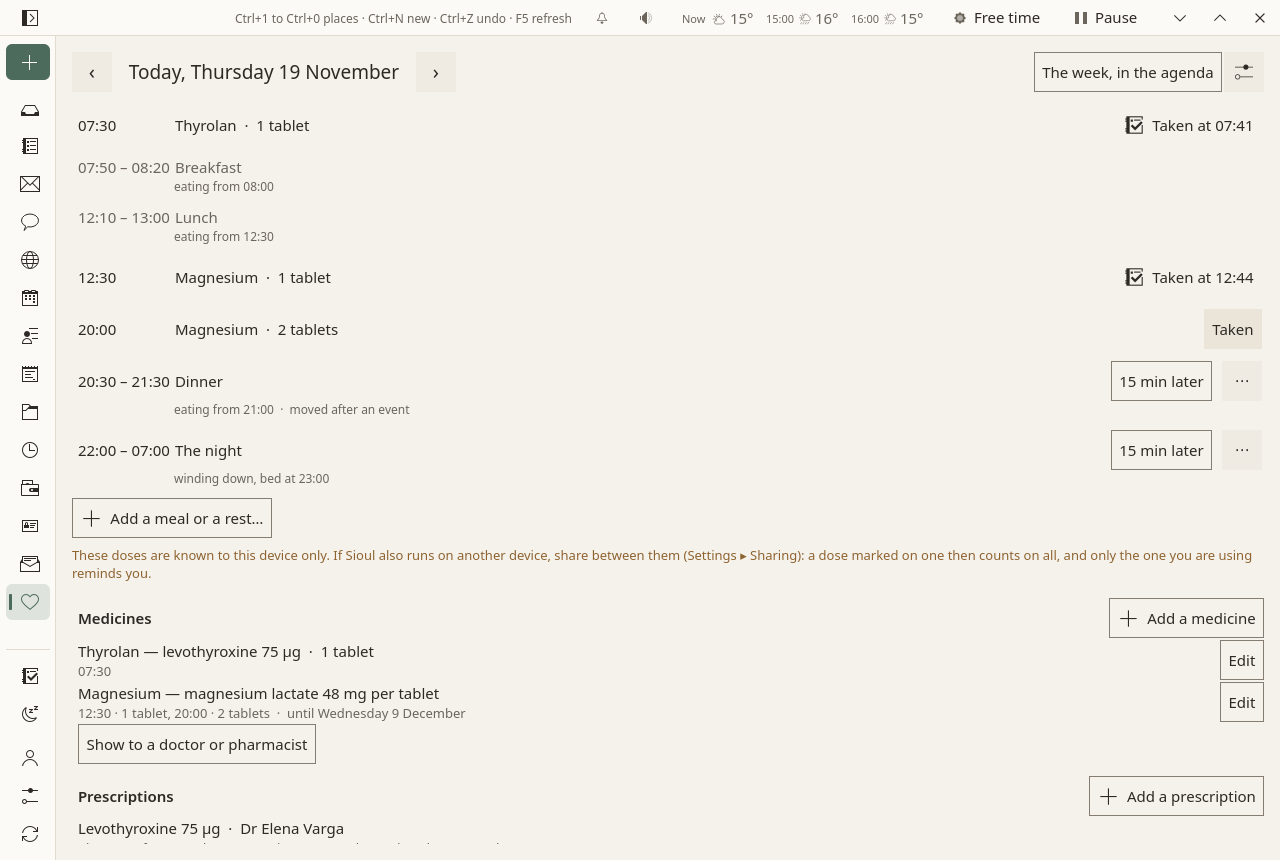 Ctrl+1 to Ctrl+0 places · Ctrl+N new · Ctrl+Z undo · F5 refresh
Now 15° 15:00 16° 16:00 15°
Free time
Pause
‹ Today, Thursday 19 November ›
The week, in the agenda
07:30 Thyrolan · 1 tablet Taken at 07:41
07:50 – 08:20 Breakfast
eating from 08:00
12:10 – 13:00 Lunch
eating from 12:30
12:30 Magnesium · 1 tablet Taken at 12:44
20:00 Magnesium · 2 tablets Taken
20:30 – 21:30 Dinner 15 min later ...
eating from 21:00 · moved after an event
22:00 – 07:00 The night 15 min later ...
winding down, bed at 23:00
Add a meal or a rest...
These doses are known to this device only. If Sioul also runs on another device, share between them (Settings ▸ Sharing): a dose marked on one then counts on all, and only the one you are using
reminds you.
Medicines Add a medicine
Thyrolan — levothyroxine 75 µg · 1 tablet
07:30 Edit
Magnesium — magnesium lactate 48 mg per tablet
12:30 · 1 tablet, 20:00 · 2 tablets · until Wednesday 9 December Edit
Show to a doctor or pharmacist
Prescriptions Add a prescription
Levothyroxine 75 µg · Dr Elena Varga